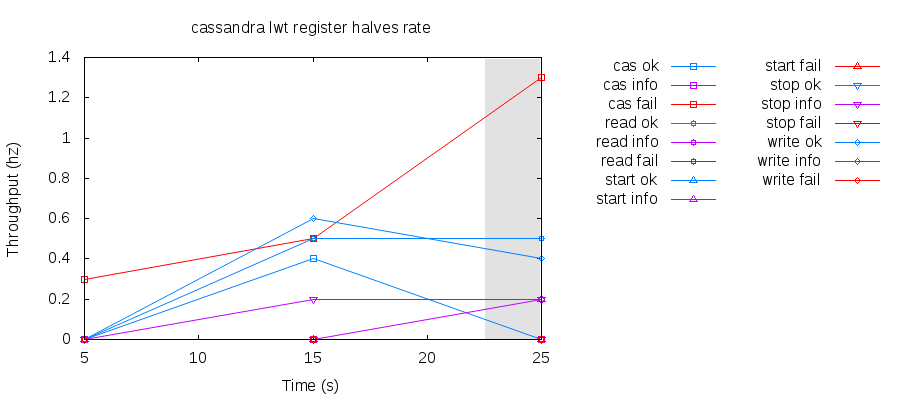 cassandra lwt register halves rate
1.4
1.2
1
0.8
0.6
0.4
0.2
0
Throughput (hz)
5
10
15
20
25
Time (s)
cas ok
cas info
cas fail
read ok
read info
read fail
start ok
start info
start fail
stop ok
stop info
stop fail
write ok
write info
write fail